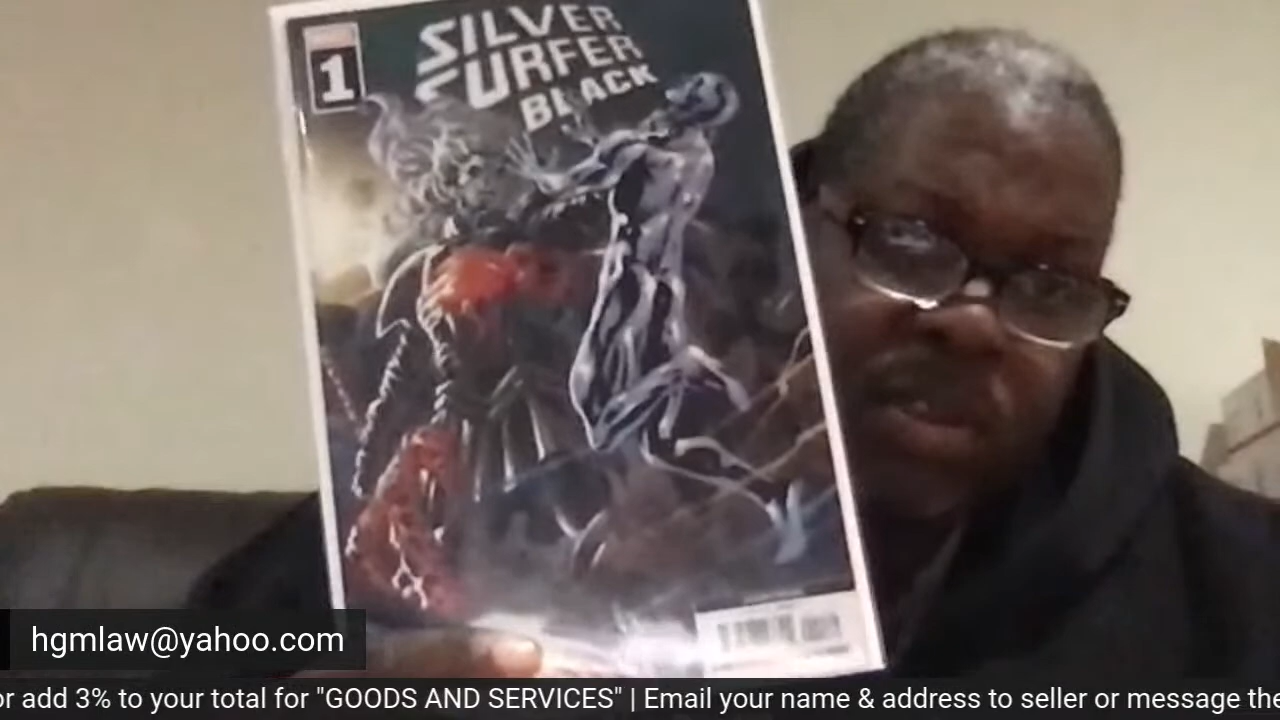 1
SILVER
SURFER
BLACK
hgmlaw@yahoo.com
or add 3% to your total for "GOODS AND SERVICES" | Email your name & address to seller or message the